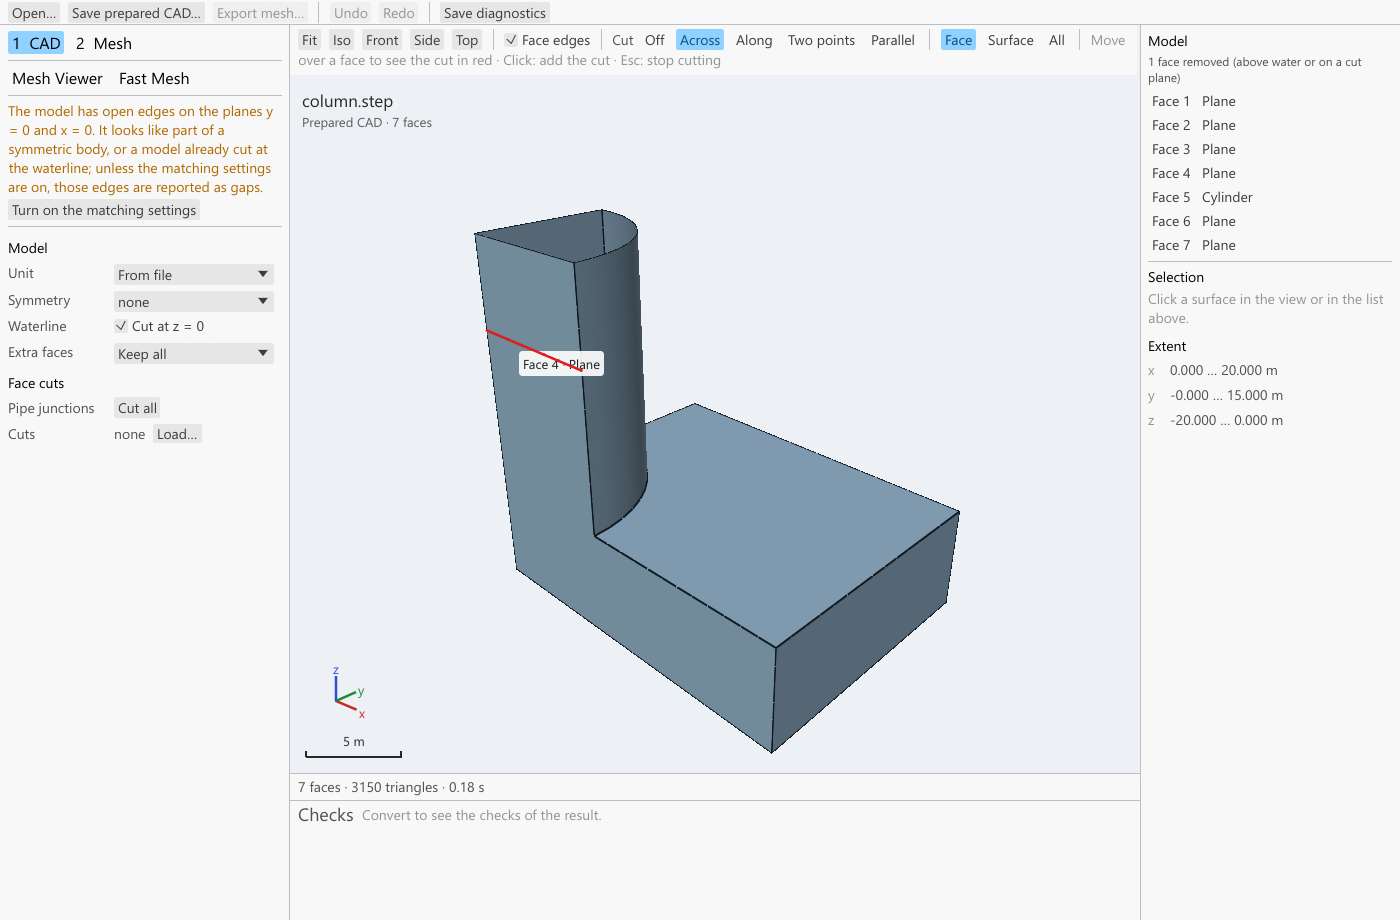 Open... Save prepared CAD... Export mesh... Undo Redo Save diagnostics
1 CAD 2 Mesh
Mesh Viewer Fast Mesh
The model has open edges on the planes y
= 0 and x = 0. It looks like part of a
symmetric body, or a model already cut at
the waterline; unless the matching settings
are on, those edges are reported as gaps.
Turn on the matching settings
Model
Unit From file
Symmetry none
Waterline Cut at z = 0
Extra faces Keep all
Face cuts
Pipe junctions Cut all
Cuts none Load...
Fit Iso Front Side Top Face edges Cut Off Across Along Two points Parallel Face Surface All Move
over a face to see the cut in red · Click: add the cut · Esc: stop cutting
column.step
Prepared CAD · 7 faces
Face 4 · Plane
z
y
x
5 m
7 faces · 3150 triangles · 0.18 s
Checks Convert to see the checks of the result.
Model
1 face removed (above water or on a cut
plane)
Face 1 Plane
Face 2 Plane
Face 3 Plane
Face 4 Plane
Face 5 Cylinder
Face 6 Plane
Face 7 Plane
Selection
Click a surface in the view or in the list
above.
Extent
x 0.000 ... 20.000 m
y -0.000 ... 15.000 m
z -20.000 ... 0.000 m